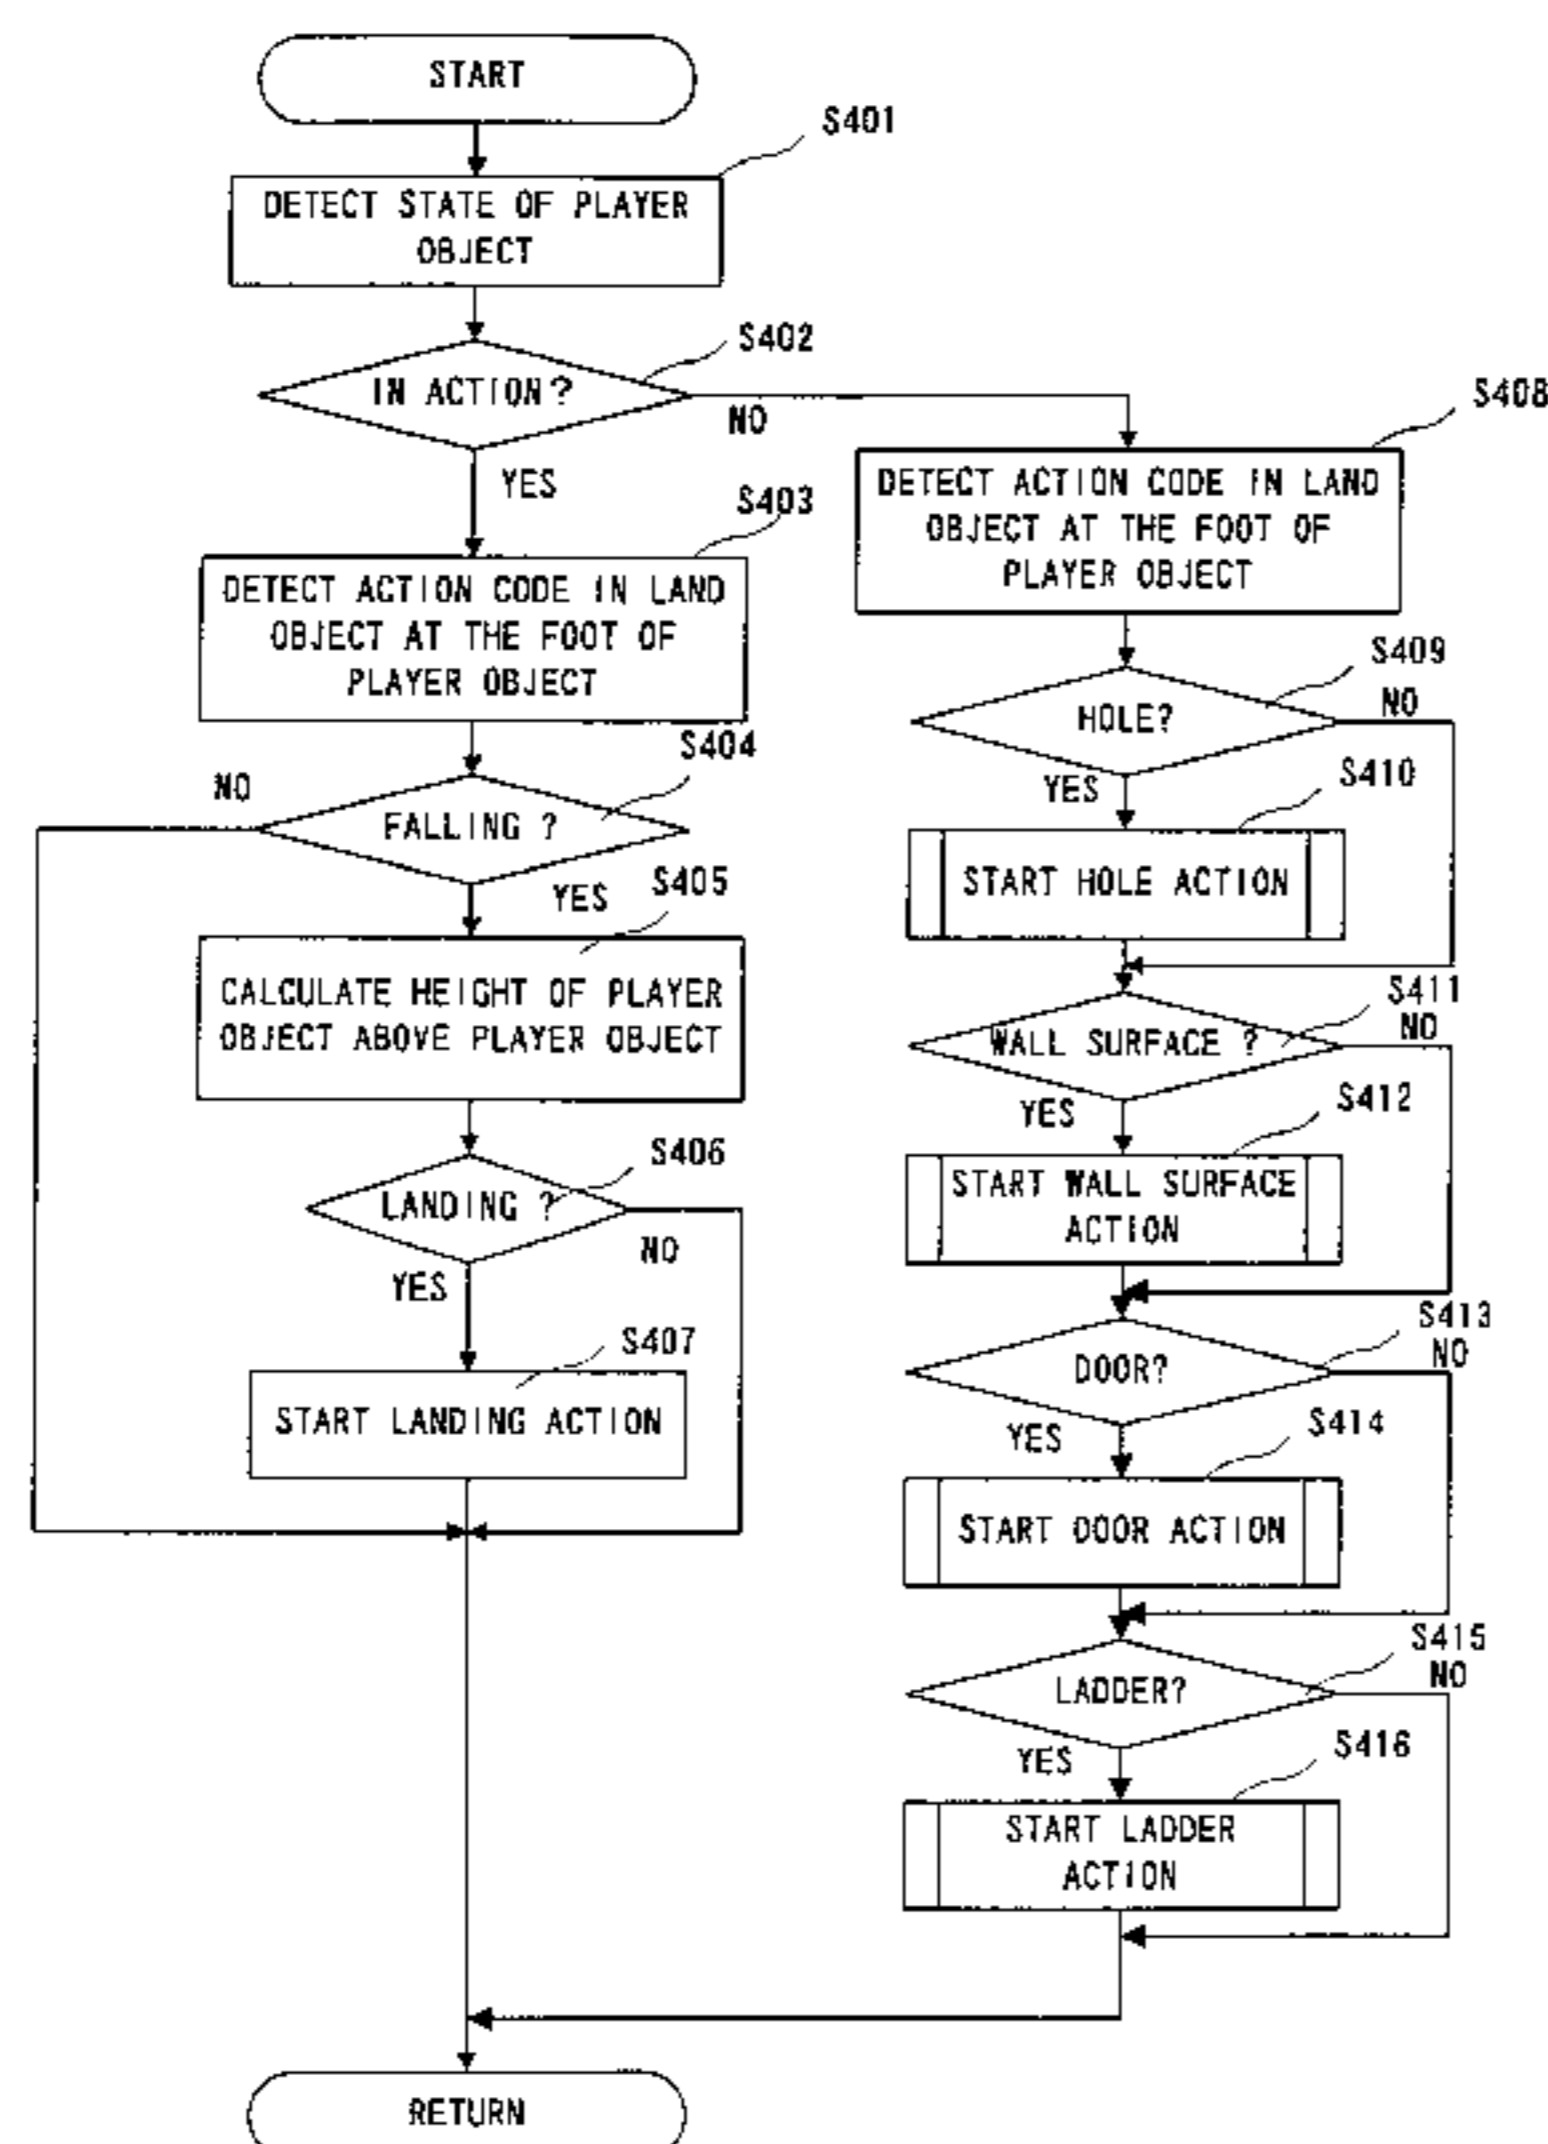 START
S401
DETECT STATE OF PLAYER
OBJECT
S402
IN ACTION?
NO
YES
S403
DETECT ACTION CODE IN LAND
OBJECT AT THE FOOT OF
PLAYER OBJECT
S404
NO
FALLING ?
YES
S405
CALCULATE HEIGHT OF PLAYER
OBJECT ABOVE PLAYER OBJECT
S406
LANDING ?
NO
YES
S407
START LANDING ACTION
S408
DETECT ACTION CODE IN LAND
OBJECT AT THE FOOT OF
PLAYER OBJECT
S409
HOLE?
NO
YES
S410
START HOLE ACTION
S411
NO
WALL SURFACE ?
YES
S412
START WALL SURFACE
ACTION
S413
NO
DOOR?
YES
S414
START DOOR ACTION
S415
NO
LADDER?
YES
S416
START LADDER
ACTION
RETURN